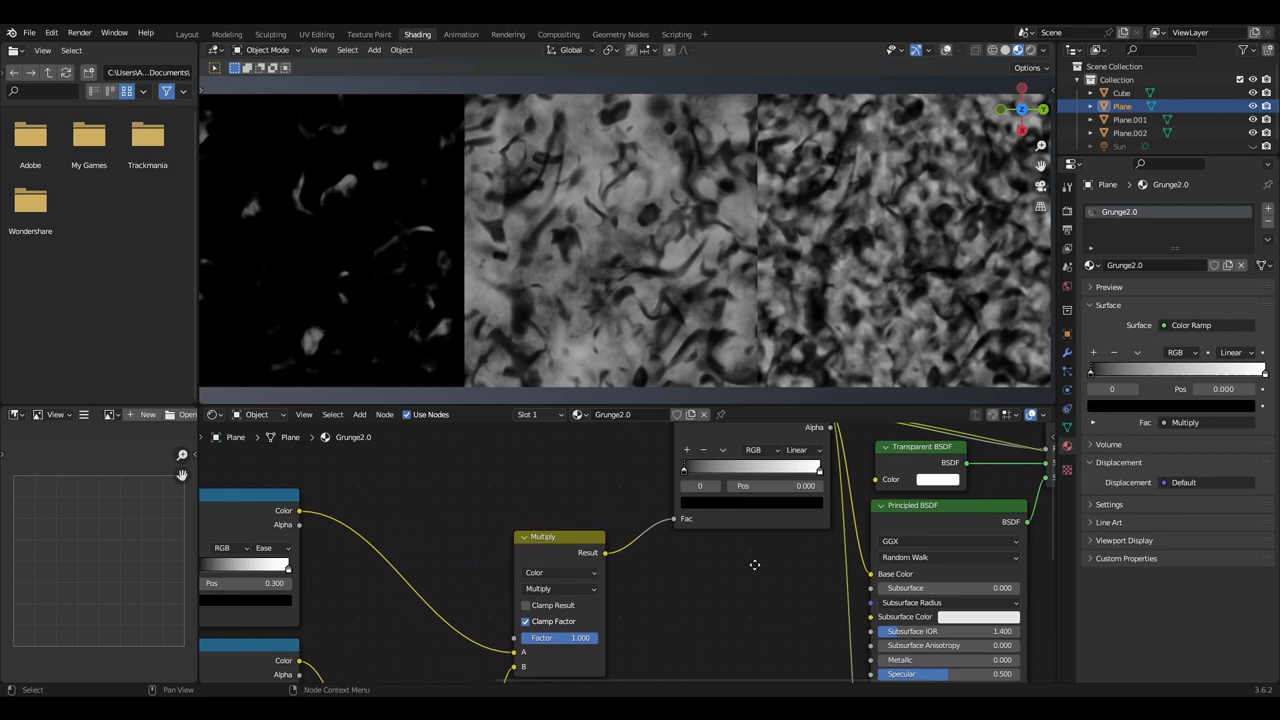 File Edit Render Window Help Layout Modeling Sculpting UV Editing Texture Paint Shading Animation Rendering Compositing Geometry Nodes Scripting Scene ViewLayer
View Select Object Mode View Select Add Object Global
C:\Users\A...Documents\ Options
Adobe My Games Trackmania
Wondershare
Scene Collection
Collection
Cube
Plane
Plane.001
Plane.002
Sun
Plane Grunge2.0
Grunge2.0
Grunge2.0
Preview
Surface
Surface Color Ramp
RGB Linear
0 Pos 0.000
Fac Multiply
Volume
Displacement
Displacement Default
Settings
Line Art
Viewport Display
Custom Properties
View New Open Object View Select Add Node Use Nodes Slot 1 Grunge2.0
Plane Plane Grunge2.0
Color
Alpha
RGB Ease
Pos 0.300
Color
Alpha
Multiply
Result
Color
Multiply
Clamp Result
Clamp Factor
Factor 1.000
A
B
Alpha
RGB Linear
0 Pos 0.000
Fac
Transparent BSDF
BSDF
Color
Principled BSDF
BSDF
GGX
Random Walk
Base Color
Subsurface 0.000
Subsurface Radius
Subsurface Color
Subsurface IOR 1.400
Subsurface Anisotropy 0.000
Metallic 0.000
Specular 0.500
Select Pan View Node Context Menu 3.6.2